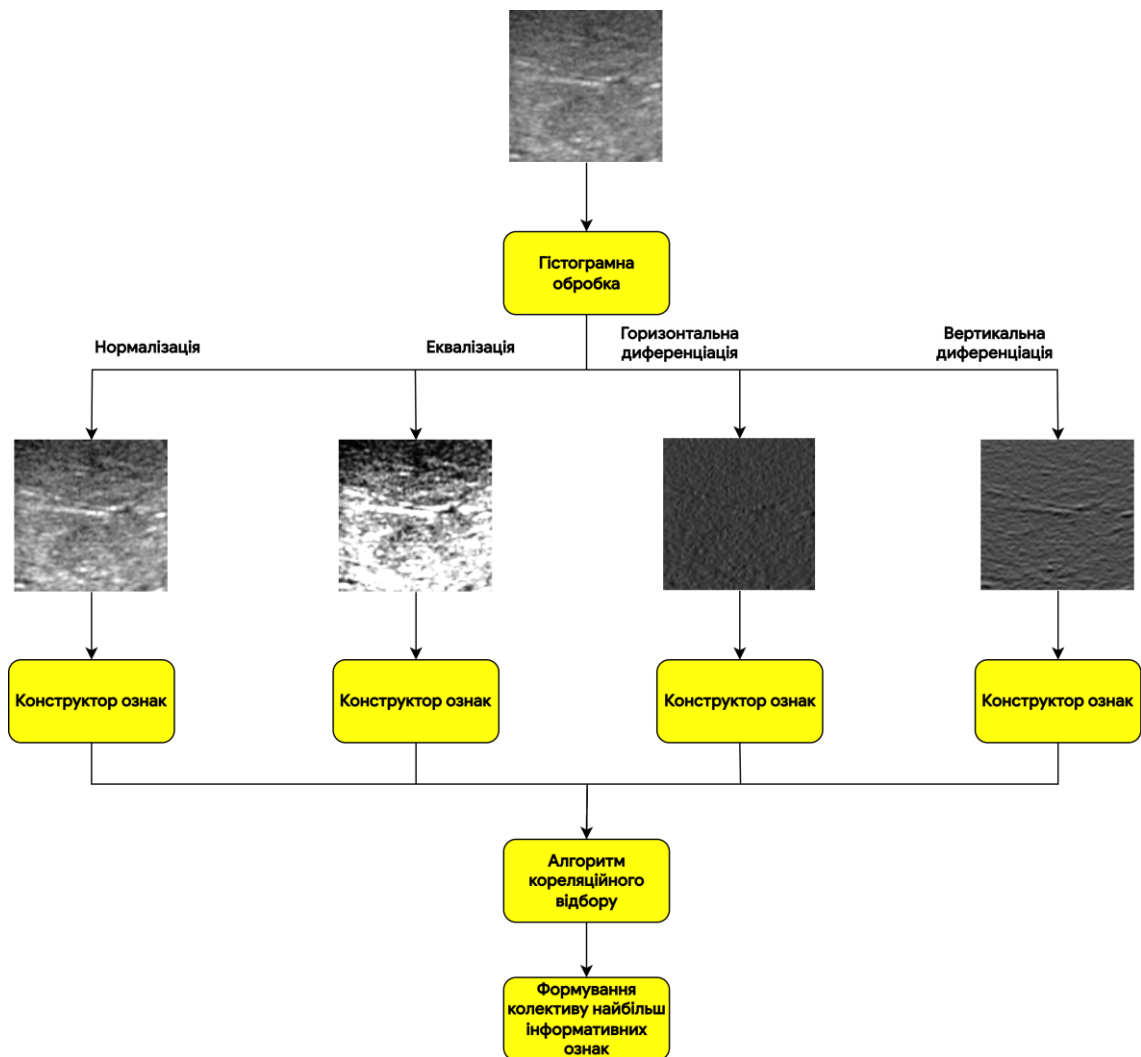 Гістограмна
обробка
Нормалізація
Еквалізація
Горизонтальна
диференціація
Вертикальна
диференціація
Конструктор ознак
Конструктор ознак
Конструктор ознак
Конструктор ознак
Алгоритм
кореляційного
відбору
Формування
колективу найбільш
інформативних
ознак